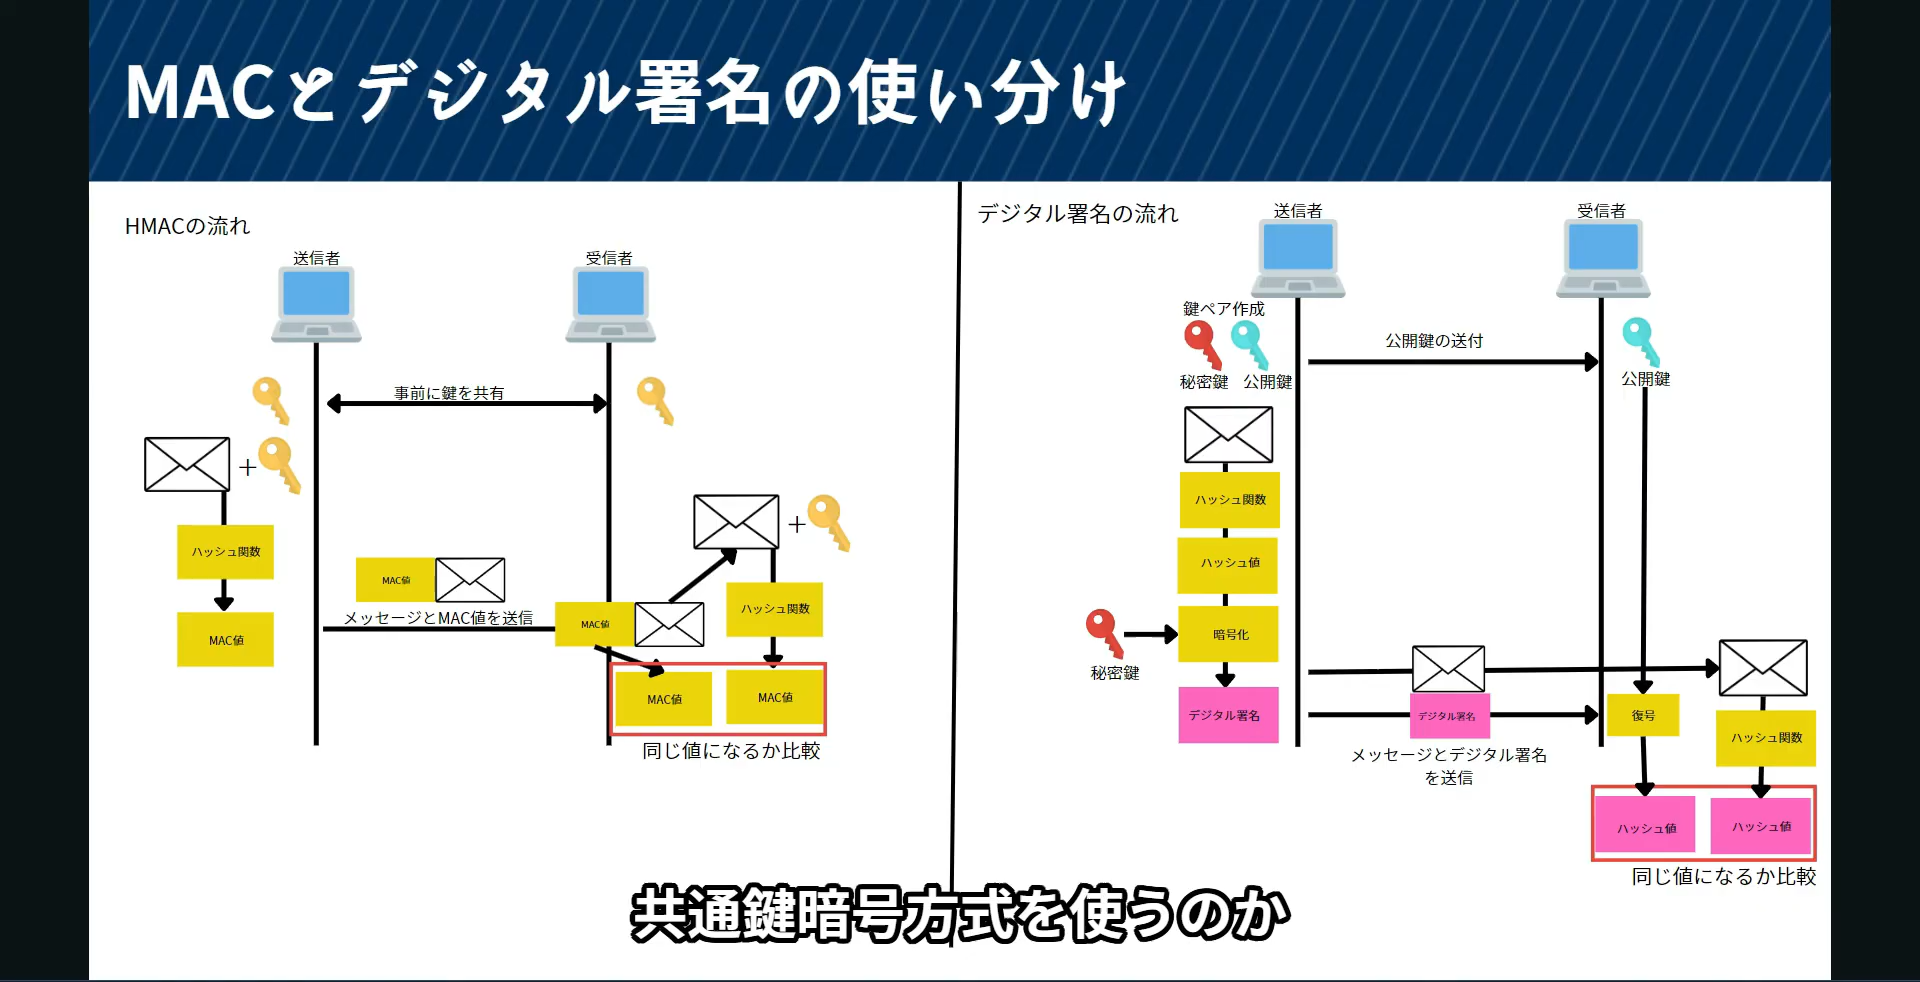 MACとデジタル署名の使い分け
HMACの流れ
送信者
受信者
事前に鍵を共有
+
ハッシュ関数
MAC値
MAC値
メッセージとMAC値を送信
MAC値
+
ハッシュ関数
MAC値
MAC値
同じ値になるか比較
デジタル署名の流れ
送信者
受信者
鍵ペア作成
秘密鍵
公開鍵
公開鍵の送付
公開鍵
ハッシュ関数
ハッシュ値
暗号化
秘密鍵
デジタル署名
デジタル署名
メッセージとデジタル署名
を送信
復号
ハッシュ関数
ハッシュ値
ハッシュ値
同じ値になるか比較
共通鍵暗号方式を使うのか